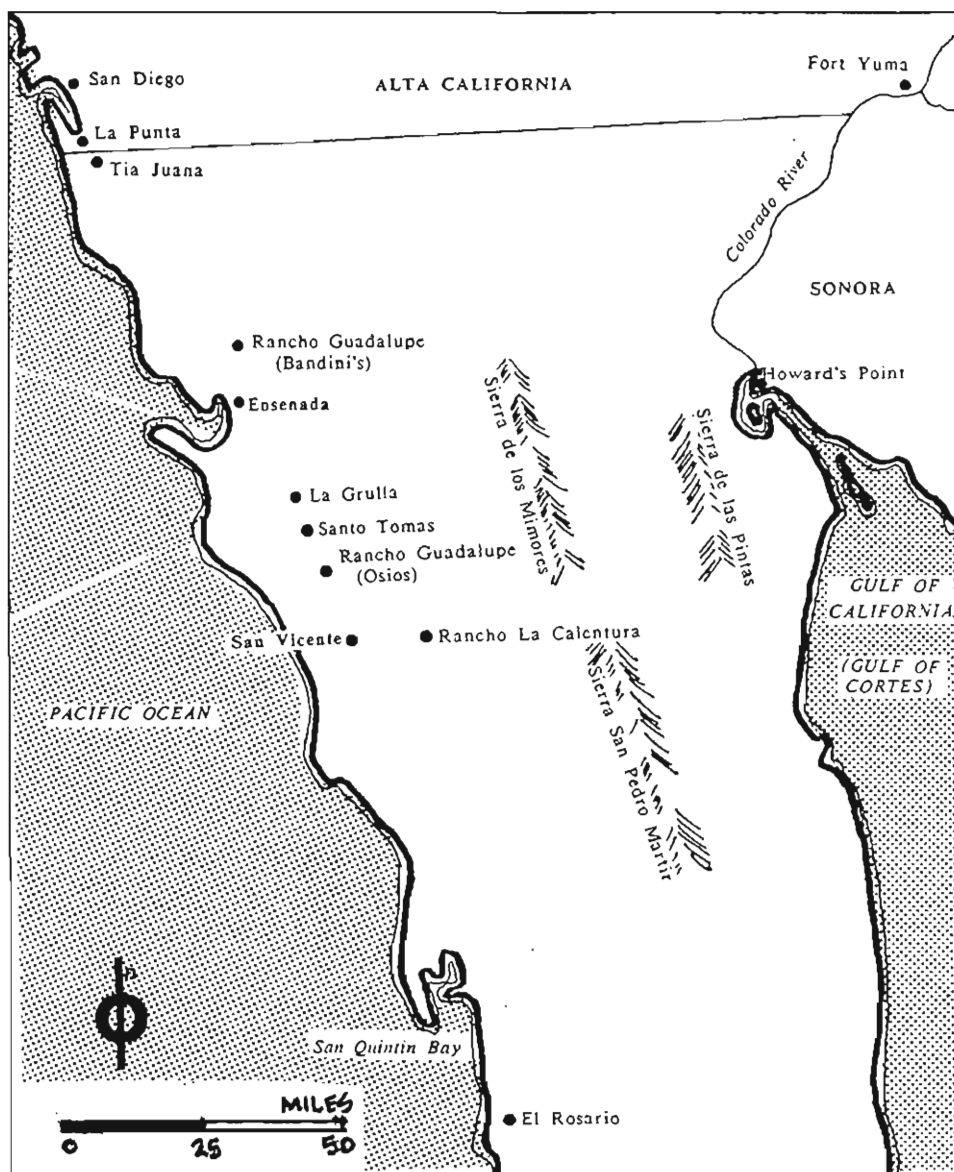 Fort Yuma
San Diego
ALTA CALIFORNIA
La Punta
Tia Juana
Colorado River
SONORA
Rancho Guadalupe
(Bandini's)
Howard's Point
Ensenada
Sierra de los Mimores
Sierra de las Pintas
La Grulla
Santo Tomas
Rancho Guadalupe
(Osios)
GULF OF
CALIFORNIA
San Vicente
Rancho La Calentura
(GULF OF
CORTES)
Sierra San Pedro Martir
PACIFIC OCEAN
n
San Quintin Bay
MILES
0 25 50
El Rosario